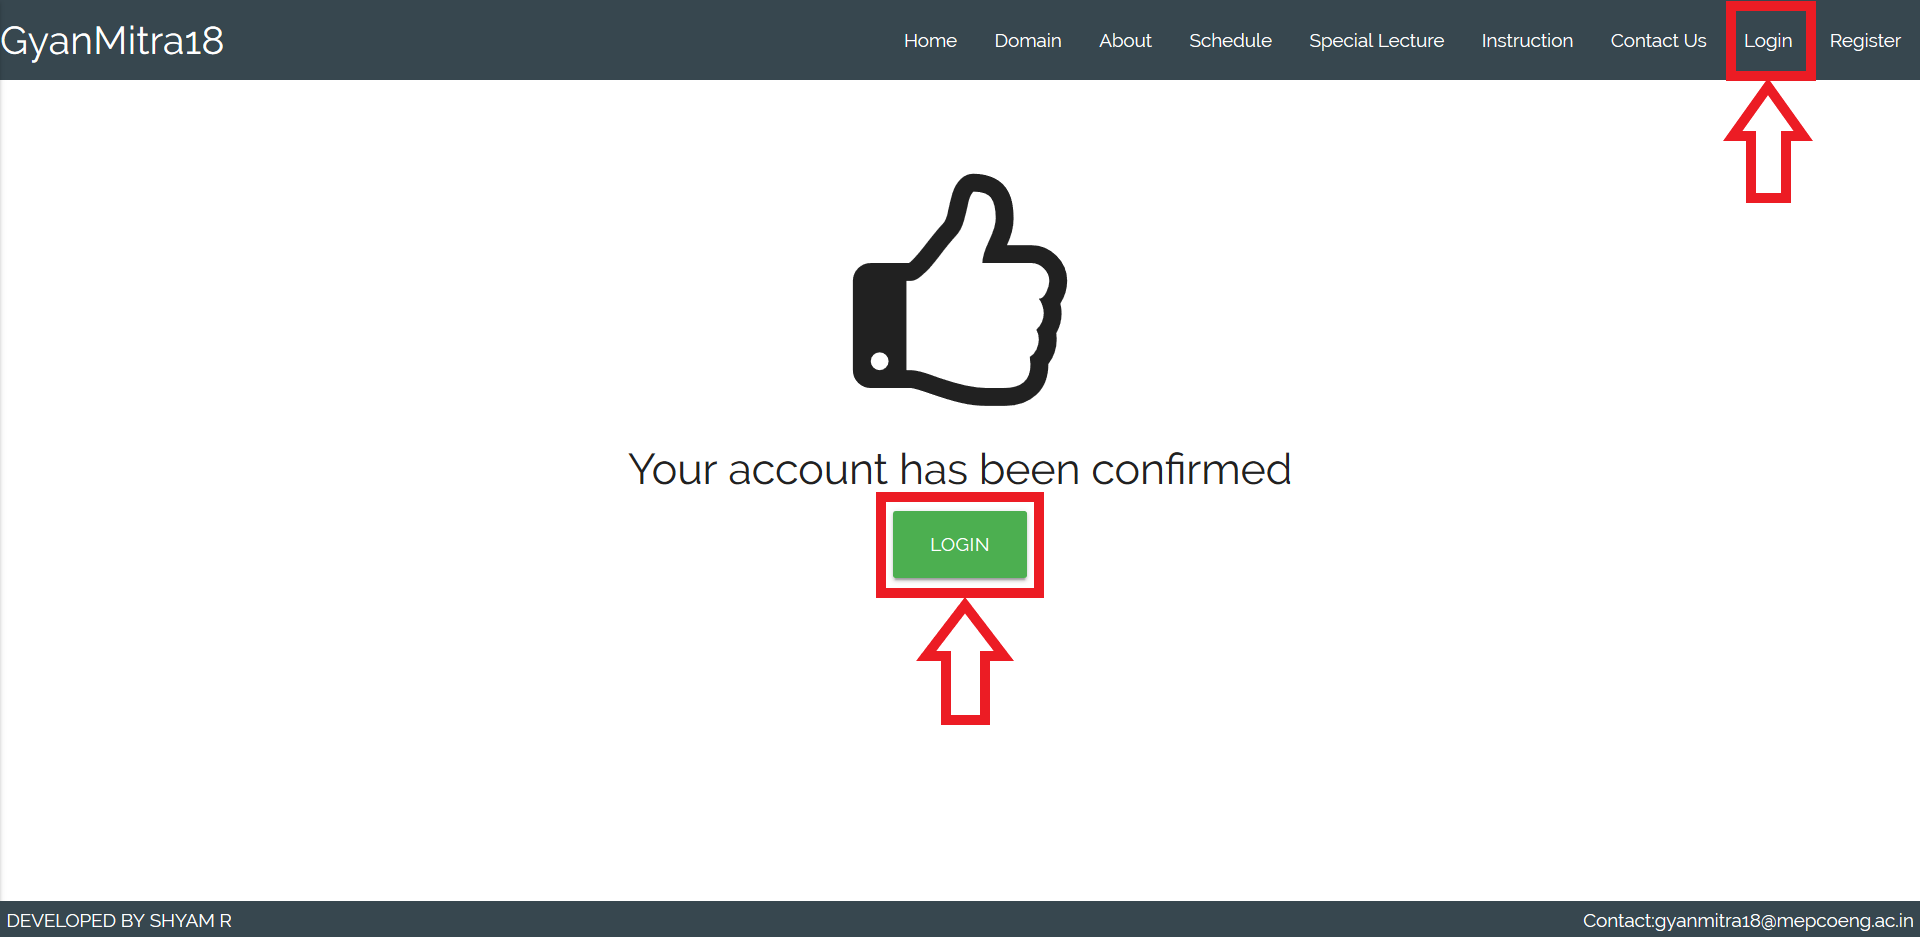 GyanMitra18
Home Domain About Schedule Special Lecture Instruction Contact Us Login Register
Your account has been confirmed
LOGIN
DEVELOPED BY SHYAM R
Contact:gyanmitra18@mepcoeng.ac.in